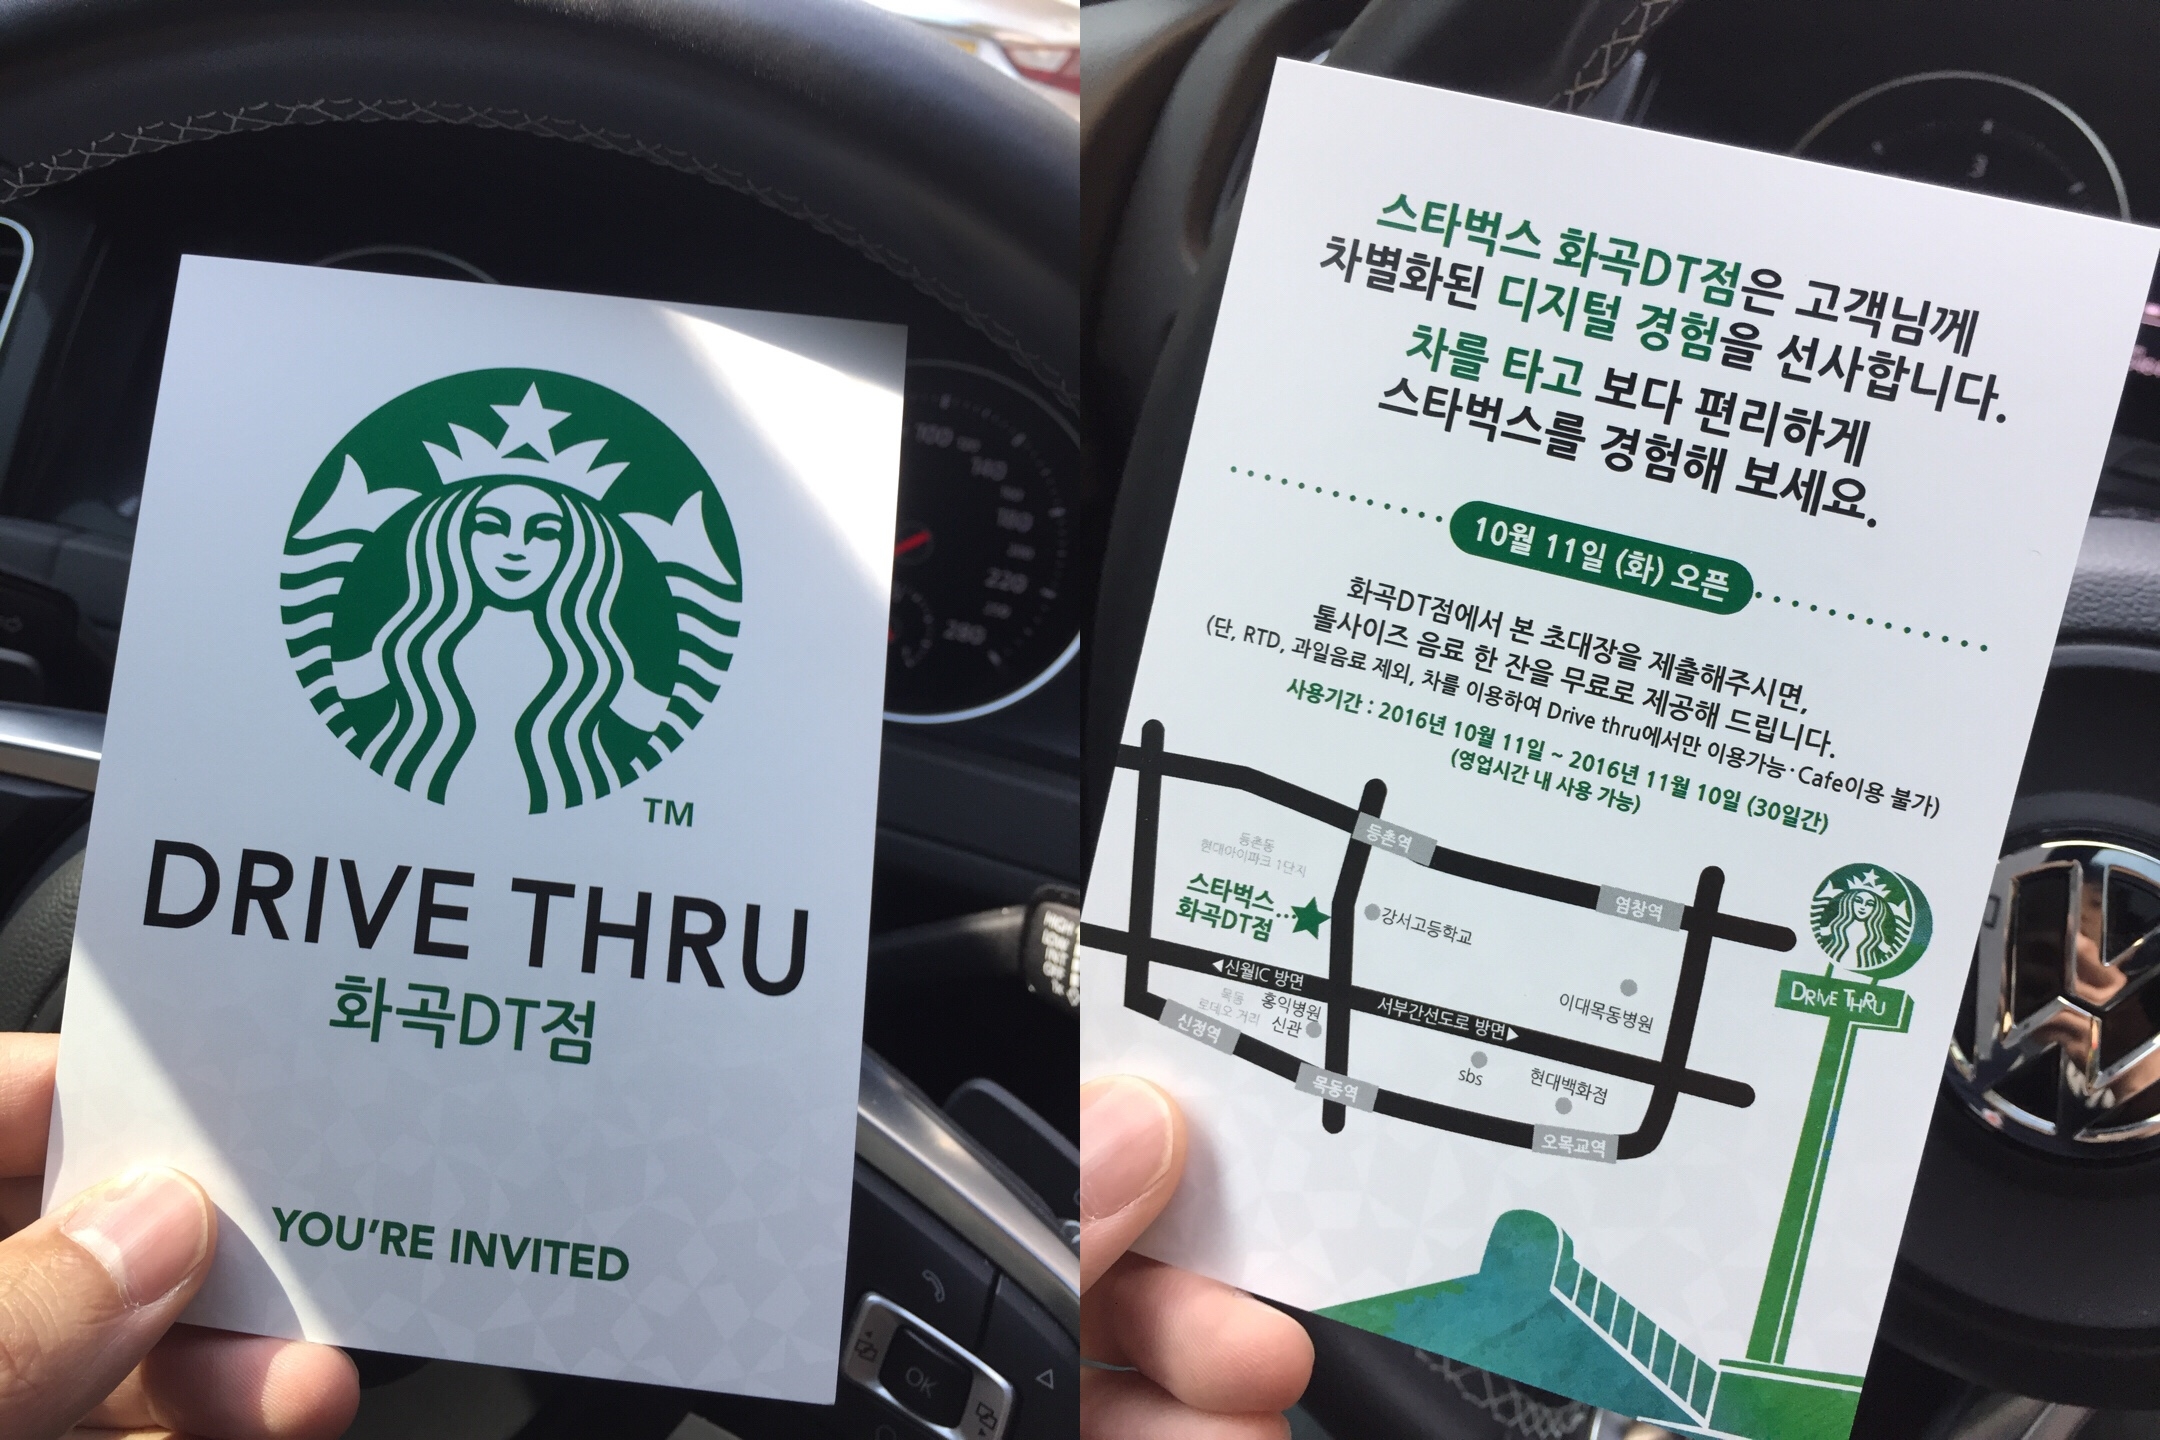 TM
DRIVE THRU
화곡DT점
YOU'RE INVITED
100
140
180
220
280
OK
스타벅스 화곡DT점은 고객님께
차별화된 디지털 경험을 선사합니다.
차를 타고 보다 편리하게
스타벅스를 경험해 보세요.
10월 11일 (화) 오픈
화곡DT점에서 본 초대장을 제출해주시면,
톨사이즈 음료 한 잔을 무료로 제공해 드립니다.
(단, RTD, 과일음료 제외, 차를 이용하여 Drive thru에서만 이용가능·Cafe이용 불가)
사용기간 : 2016년 10월 11일 ~ 2016년 11월 10일 (30일간)
(영업시간 내 사용 가능)
등촌역
등촌동
현대아이파크 1단지
염창역
스타벅스
화곡DT점
강서고등학교
◀신월IC 방면
이대목동병원
목동
로데오 거리
홍익병원
신관
서부간선도로 방면▶
신정역
목동역
sbs
현대백화점
오목교역
DRIVE THRU
3